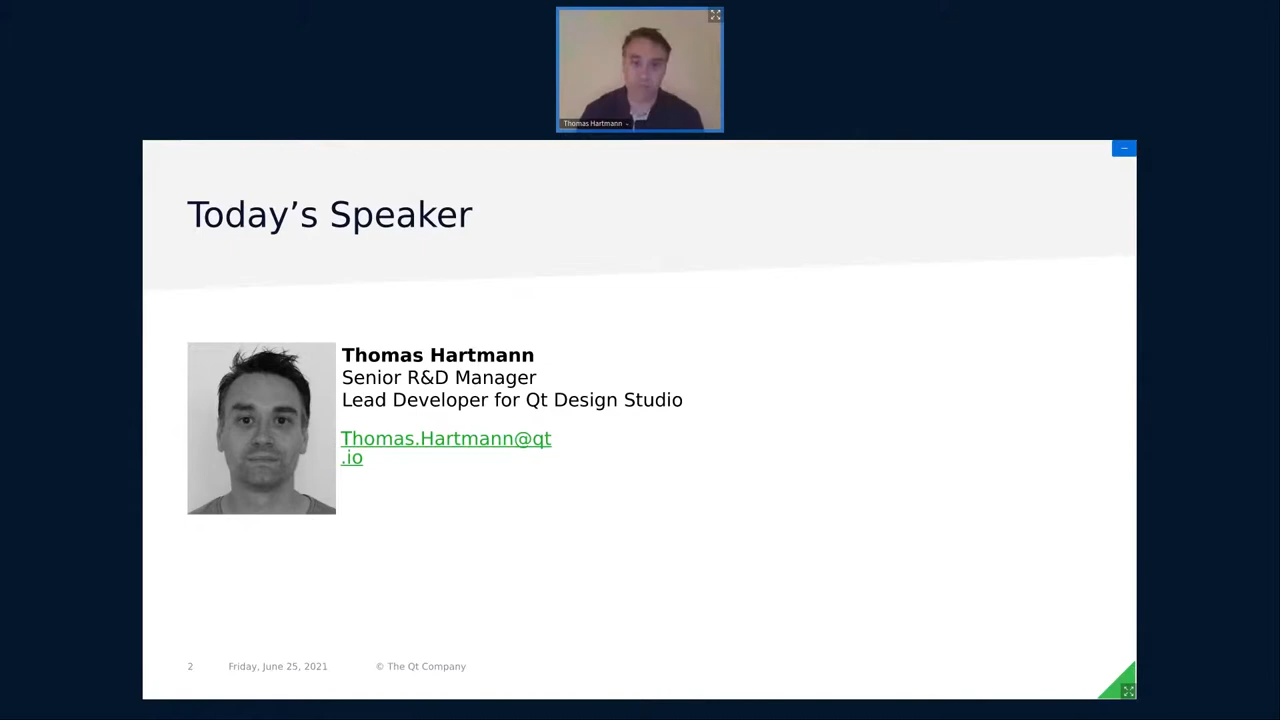 Thomas Hartmann
Today’s Speaker
Thomas Hartmann
Senior R&D Manager
Lead Developer for Qt Design Studio
Thomas.Hartmann@qt
.io
2 Friday, June 25, 2021 © The Qt Company